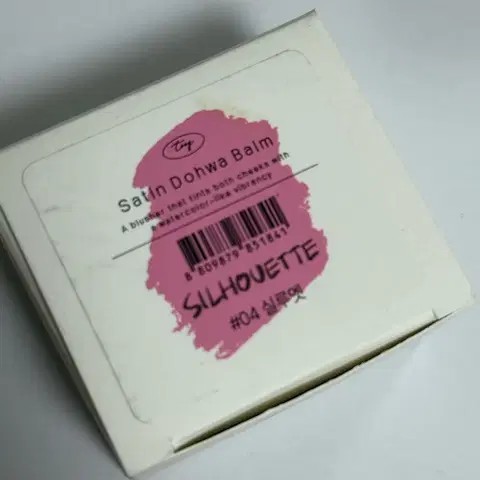 tiy
Satin Dohwa Balm
A blusher that tints both cheeks with
a watercolor-like vibrancy
8 809879 851841
SILHOUETTE
#04 실루엣